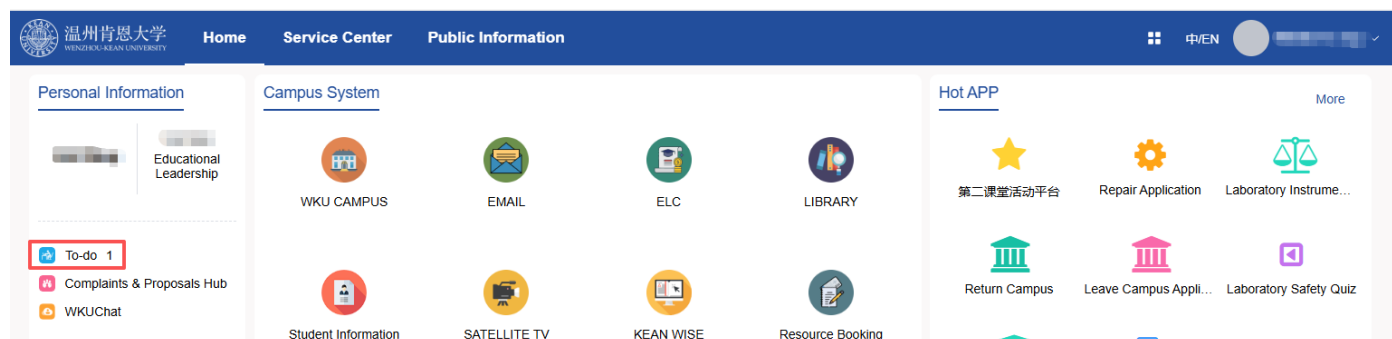 温州肯恩大学
WENZHOU-KEAN UNIVERSITY
Home
Service Center
Public Information
中/EN
Personal Information
Educational
Leadership
To-do 1
Complaints & Proposals Hub
WKUChat
Campus System
WKU CAMPUS
EMAIL
ELC
LIBRARY
Student Information
SATELLITE TV
KEAN WISE
Resource Booking
Hot APP
More
第二课堂活动平台
Repair Application
Laboratory Instrume...
Return Campus
Leave Campus Appli...
Laboratory Safety Quiz